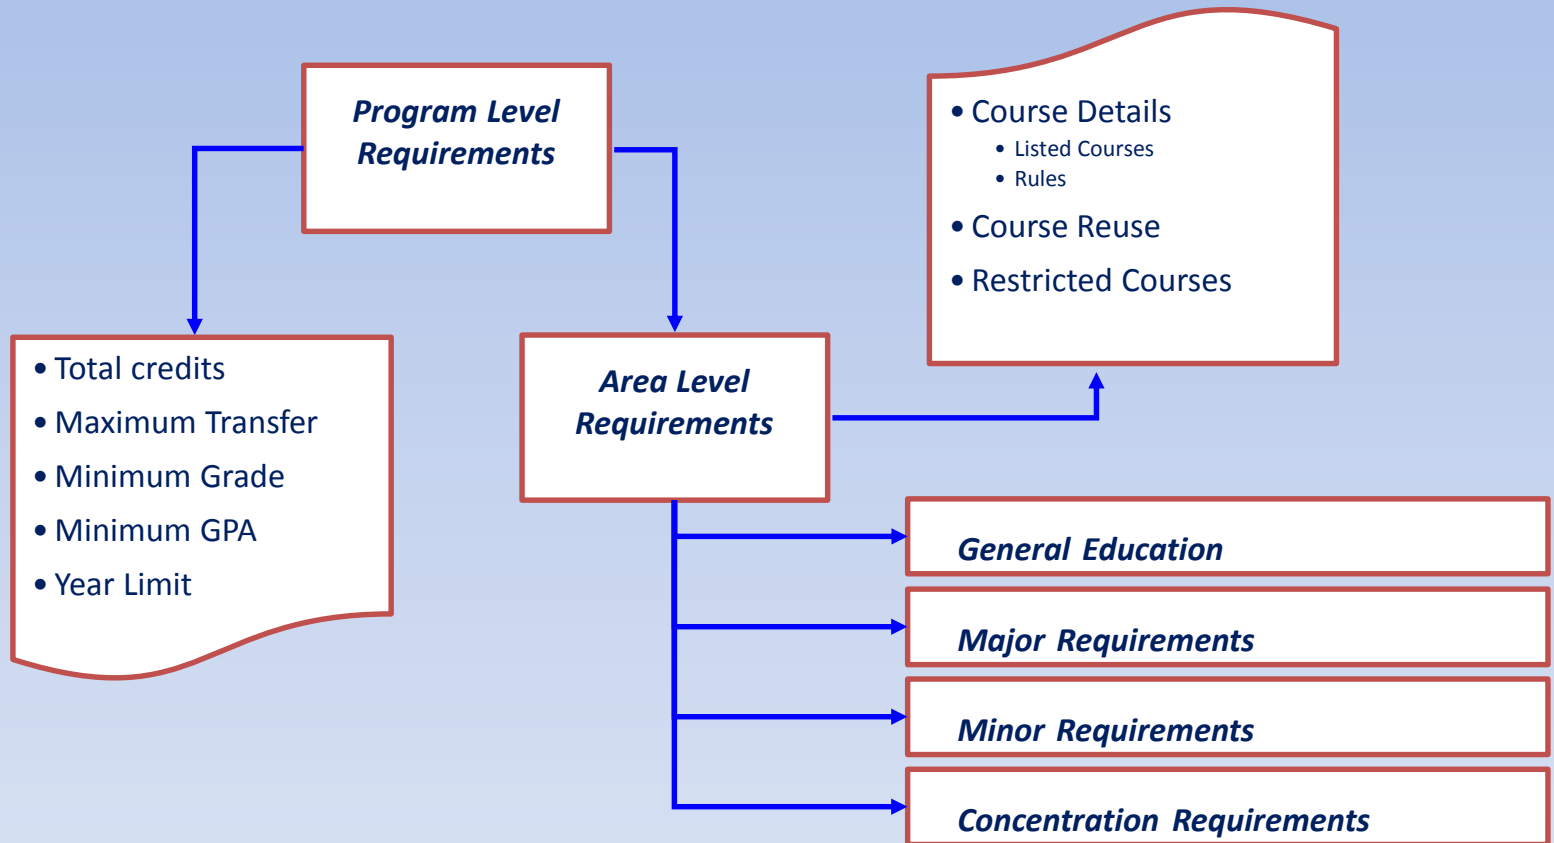 Program Level
Requirements
• Course Details
• Listed Courses
• Rules
• Course Reuse
• Restricted Courses
• Total credits
• Maximum Transfer
• Minimum Grade
• Minimum GPA
• Year Limit
Area Level
Requirements
General Education
Major Requirements
Minor Requirements
Concentration Requirements